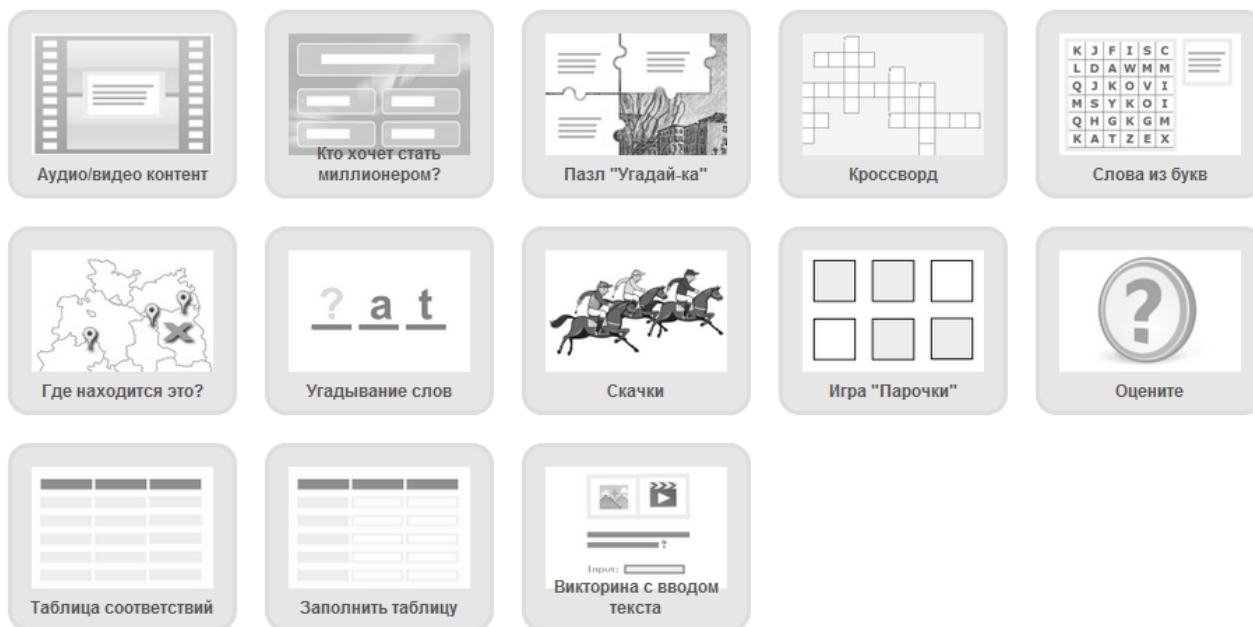 K J F I S C
L D A W M M
Q J K O V I
M S Y K O I
Q H G K G M
K A T Z E X
Аудио/видео контент
Кто хочет стать
миллионером?
Пазл "Угадай-ка"
Кроссворд
Слова из букв
? a t
Где находится это?
Угадывание слов
Скачки
Игра "Парочки"
?
Оцените
?
Input:
Таблица соответствий
Заполнить таблицу
Викторина с вводом
текста